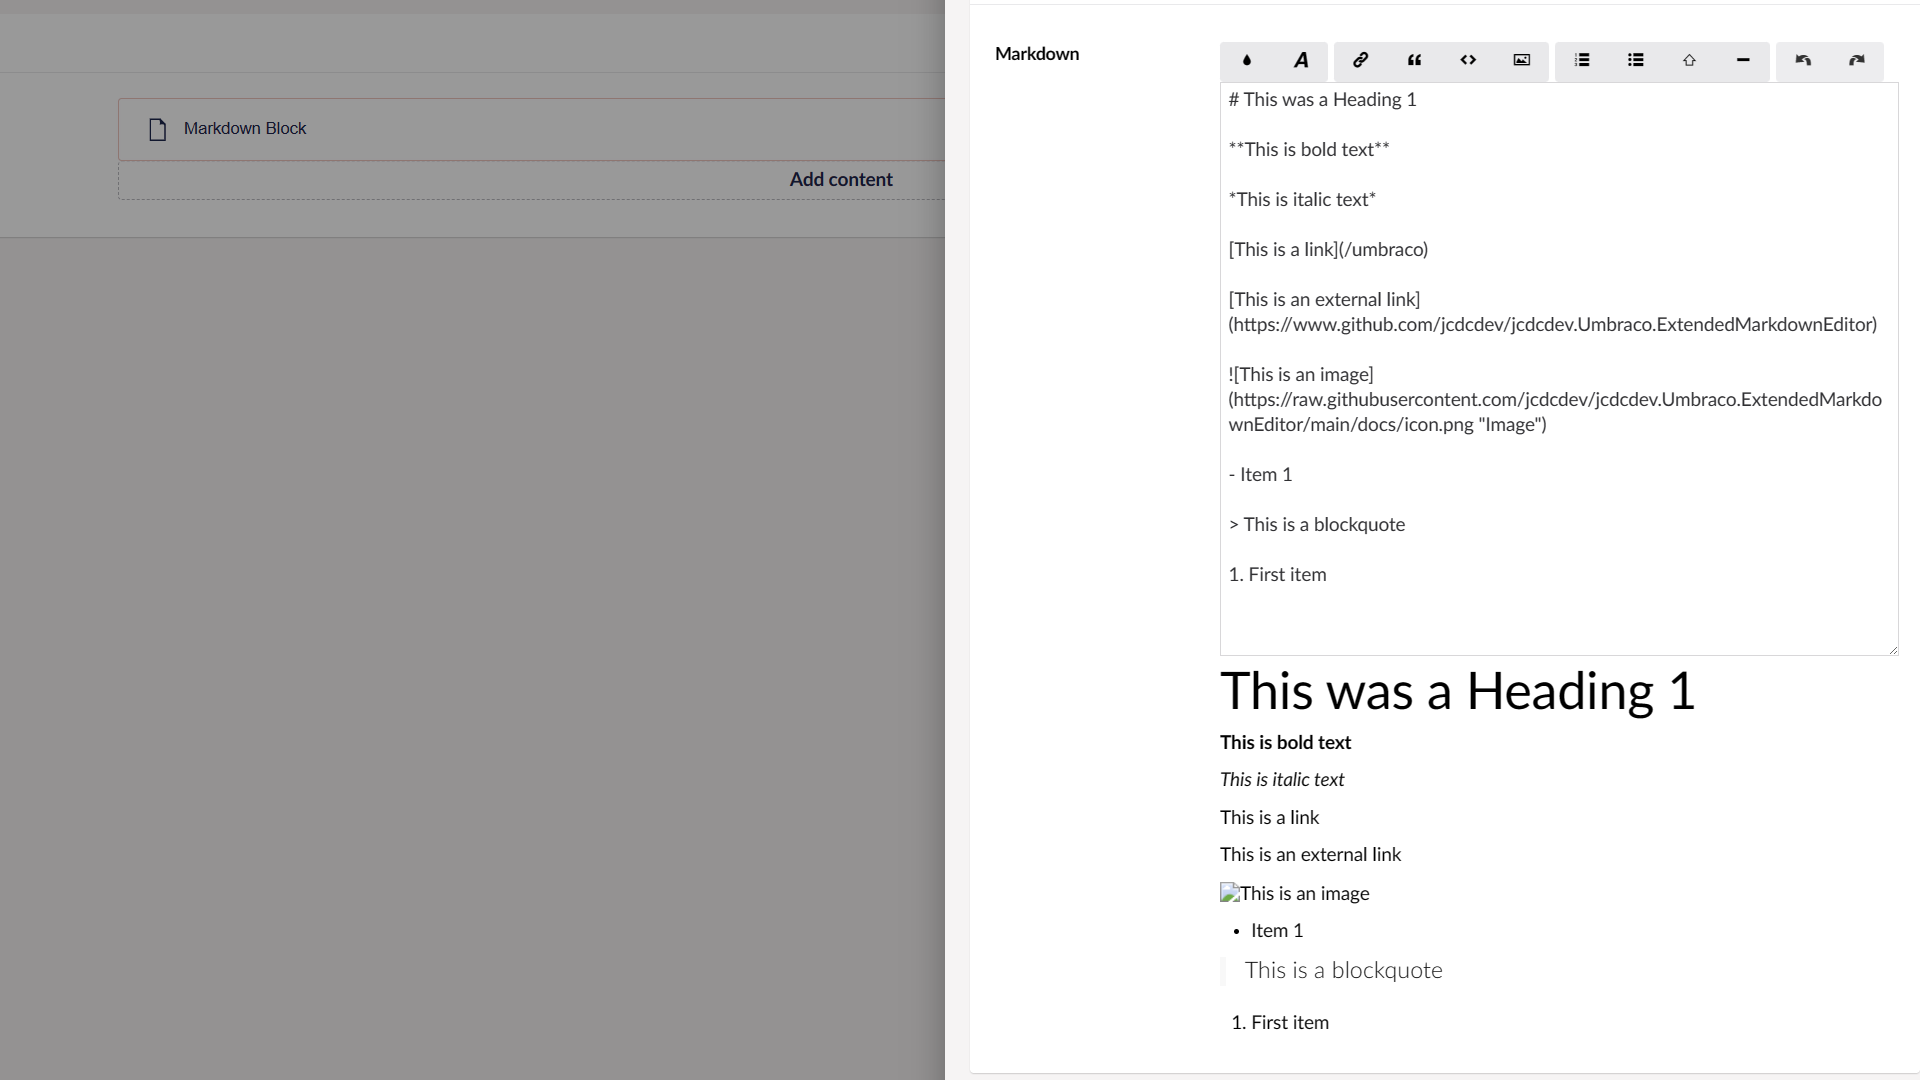 Markdown Block
Add content
Markdown
# This was a Heading 1
**This is bold text**
*This is italic text*
[This is a link](/umbraco)
[This is an external link]
(https://www.github.com/jcdcdev/jcdcdev.Umbraco.ExtendedMarkdownEditor)
![This is an image]
(https://raw.githubusercontent.com/jcdcdev/jcdcdev.Umbraco.ExtendedMarkdo
wnEditor/main/docs/icon.png "Image")
- Item 1
> This is a blockquote
1. First item
This was a Heading 1
This is bold text
This is italic text
This is a link
This is an external link
This is an image
• Item 1
This is a blockquote
1. First item